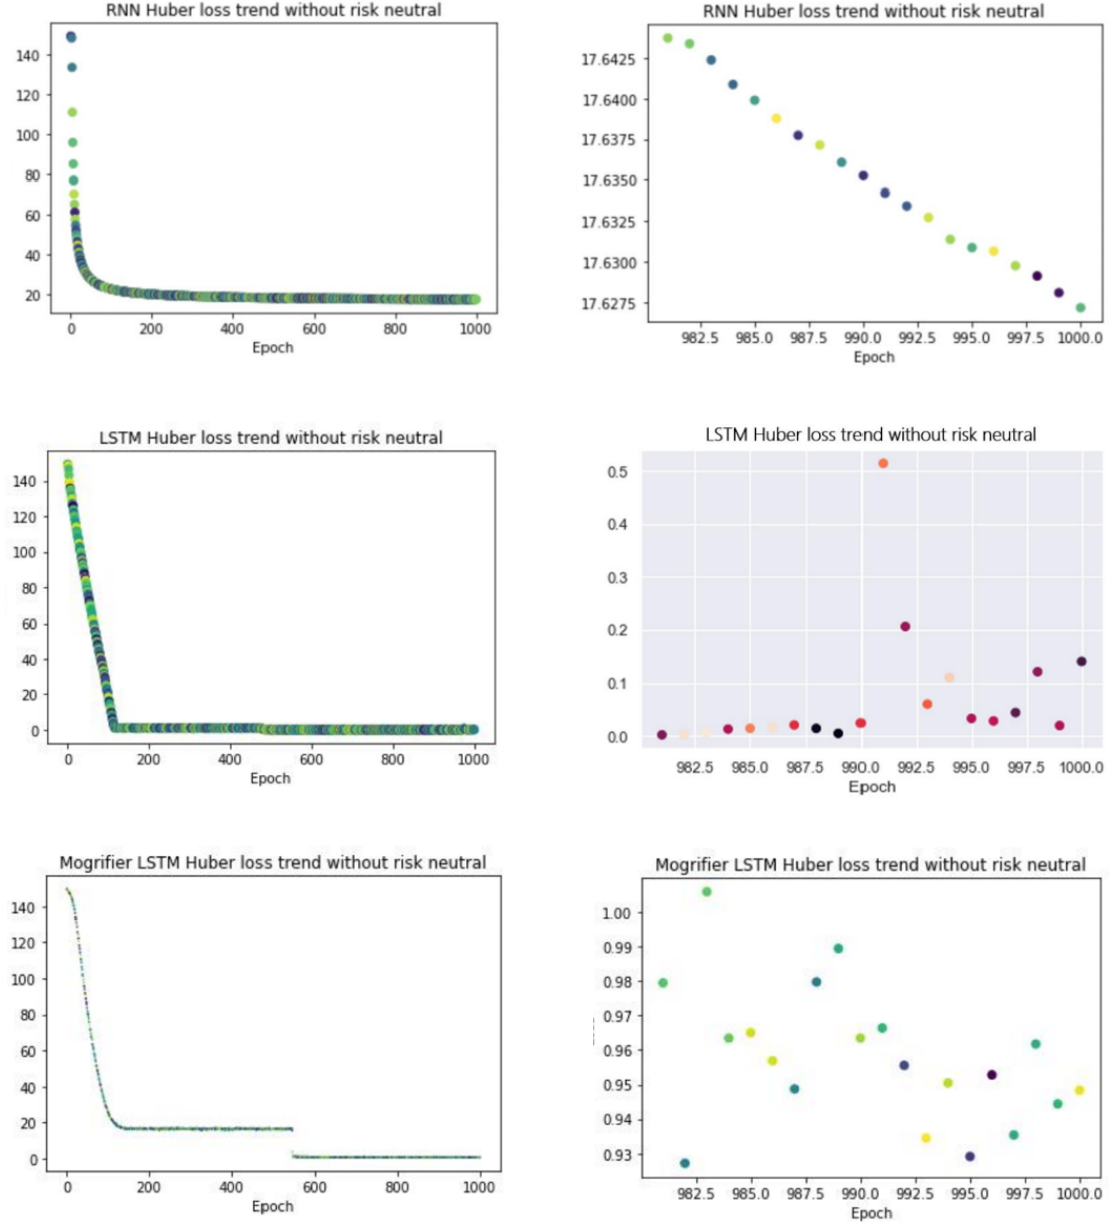 RNN Huber loss trend without risk neutral
140
120
100
80
60
40
20
0 200 400 600 800 1000
Epoch
RNN Huber loss trend without risk neutral
17.6425
17.6400
17.6375
17.6350
17.6325
17.6300
17.6275
982.5 985.0 987.5 990.0 992.5 995.0 997.5 1000.0
Epoch
LSTM Huber loss trend without risk neutral
140
120
100
80
60
40
20
0
0 200 400 600 800 1000
Epoch
LSTM Huber loss trend without risk neutral
0.5
0.4
0.3
0.2
0.1
0.0
982.5 985.0 987.5 990.0 992.5 995.0 997.5 1000.0
Epoch
Mogrifier LSTM Huber loss trend without risk neutral
140
120
100
80
60
40
20
0
0 200 400 600 800 1000
Epoch
Mogrifier LSTM Huber loss trend without risk neutral
1.00
0.99
0.98
0.97
0.96
0.95
0.94
0.93
982.5 985.0 987.5 990.0 992.5 995.0 997.5 1000.0
Epoch